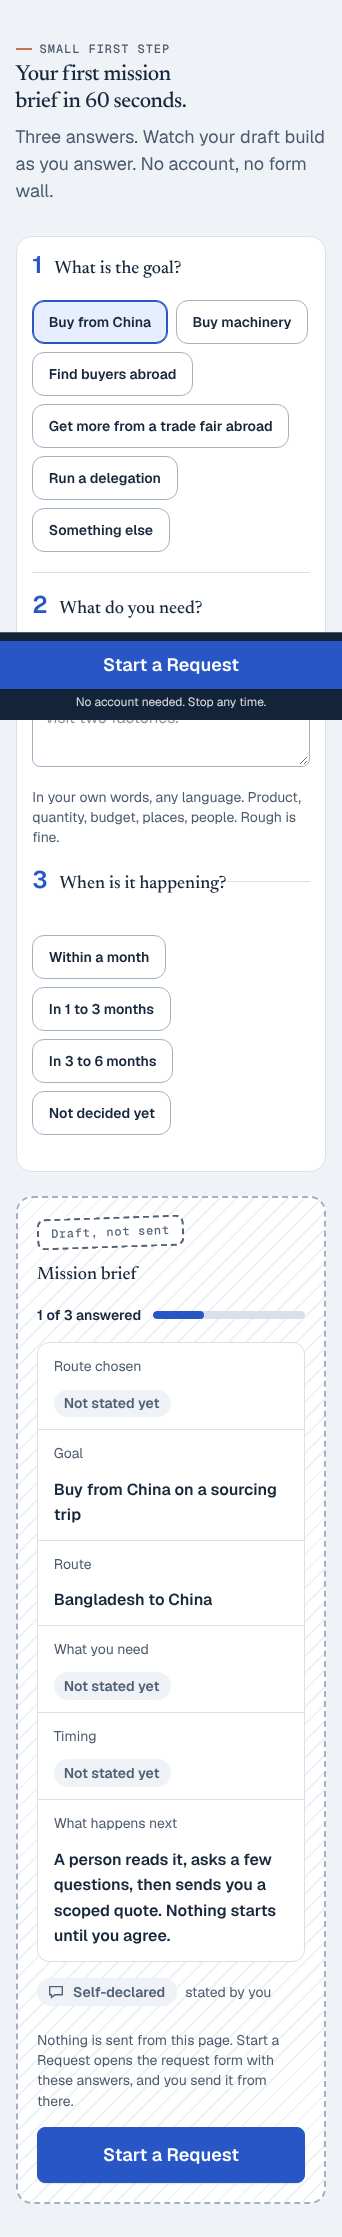 SMALL FIRST STEP
Your first mission
brief in 60 seconds.
Three answers. Watch your draft build
as you answer. No account, no form
wall.
1 What is the goal?
Buy from China
Buy machinery
Find buyers abroad
Get more from a trade fair abroad
Run a delegation
Something else
2 What do you need?
Start a Request
No account needed. Stop any time.
visit two factories.
In your own words, any language. Product,
quantity, budget, places, people. Rough is
fine.
3 When is it happening?
Within a month
In 1 to 3 months
In 3 to 6 months
Not decided yet
Draft, not sent
Mission brief
1 of 3 answered
Route chosen
Not stated yet
Goal
Buy from China on a sourcing
trip
Route
Bangladesh to China
What you need
Not stated yet
Timing
Not stated yet
What happens next
A person reads it, asks a few
questions, then sends you a
scoped quote. Nothing starts
until you agree.
Self-declared stated by you
Nothing is sent from this page. Start a
Request opens the request form with
these answers, and you send it from
there.
Start a Request